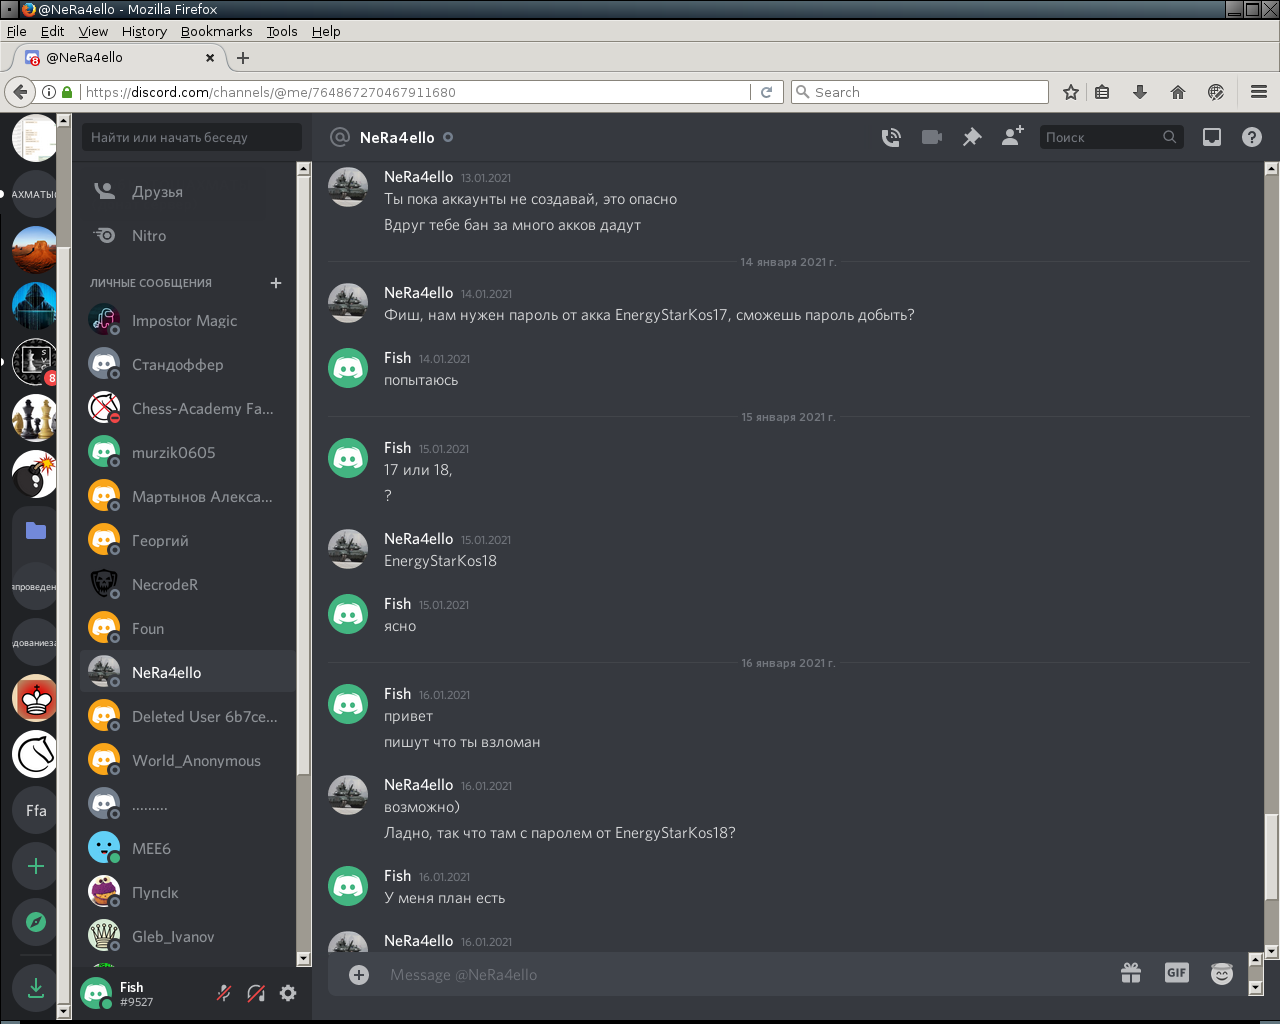 @NeRa4ello - Mozilla Firefox
File Edit View History Bookmarks Tools Help
@NeRa4ello
https://discord.com/channels/@me/764867270467911680
Search
АХМАТЫ
8
Ffa
Найти или начать беседу
Друзья
Nitro
ЛИЧНЫЕ СООБЩЕНИЯ
Impostor Magic
Стандоффер
Chess-Academy Fa...
murzik0605
Мартынов Алекса...
Георгий
NecrodeR
Foun
NeRa4ello
Deleted User 6b7ce...
World_Anonymous
.........
MEE6
ПупсIк
Gleb_Ivanov
Fish
#9527
NeRa4ello
Поиск
NeRa4ello 13.01.2021
Ты пока аккаунты не создавай, это опасно
Вдруг тебе бан за много акков дадут
14 января 2021 г.
NeRa4ello 14.01.2021
Фиш, нам нужен пароль от акка EnergyStarKos17, сможешь пароль добыть?
Fish 14.01.2021
попытаюсь
15 января 2021 г.
Fish 15.01.2021
17 или 18,
?
NeRa4ello 15.01.2021
EnergyStarKos18
Fish 15.01.2021
ясно
16 января 2021 г.
Fish 16.01.2021
привет
пишут что ты взломан
NeRa4ello 16.01.2021
возможно)
Ладно, так что там с паролем от EnergyStarKos18?
Fish 16.01.2021
У меня план есть
NeRa4ello 16.01.2021
Message @NeRa4ello
GIF